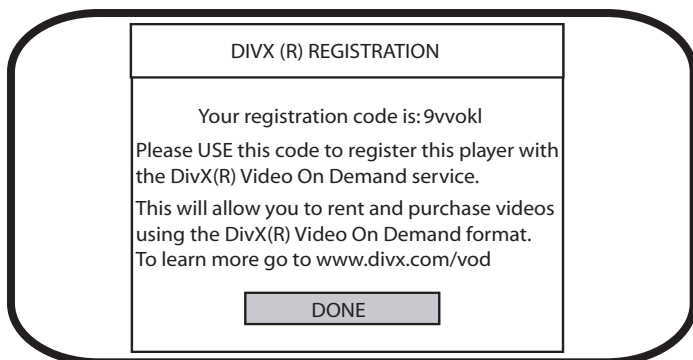 DIVX (R) REGISTRATION
Your registration code is: 9vvokl
Please USE this code to register this player with
the DivX(R) Video On Demand service.
This will allow you to rent and purchase videos
using the DivX(R) Video On Demand format.
To learn more go to www.divx.com/vod
DONE